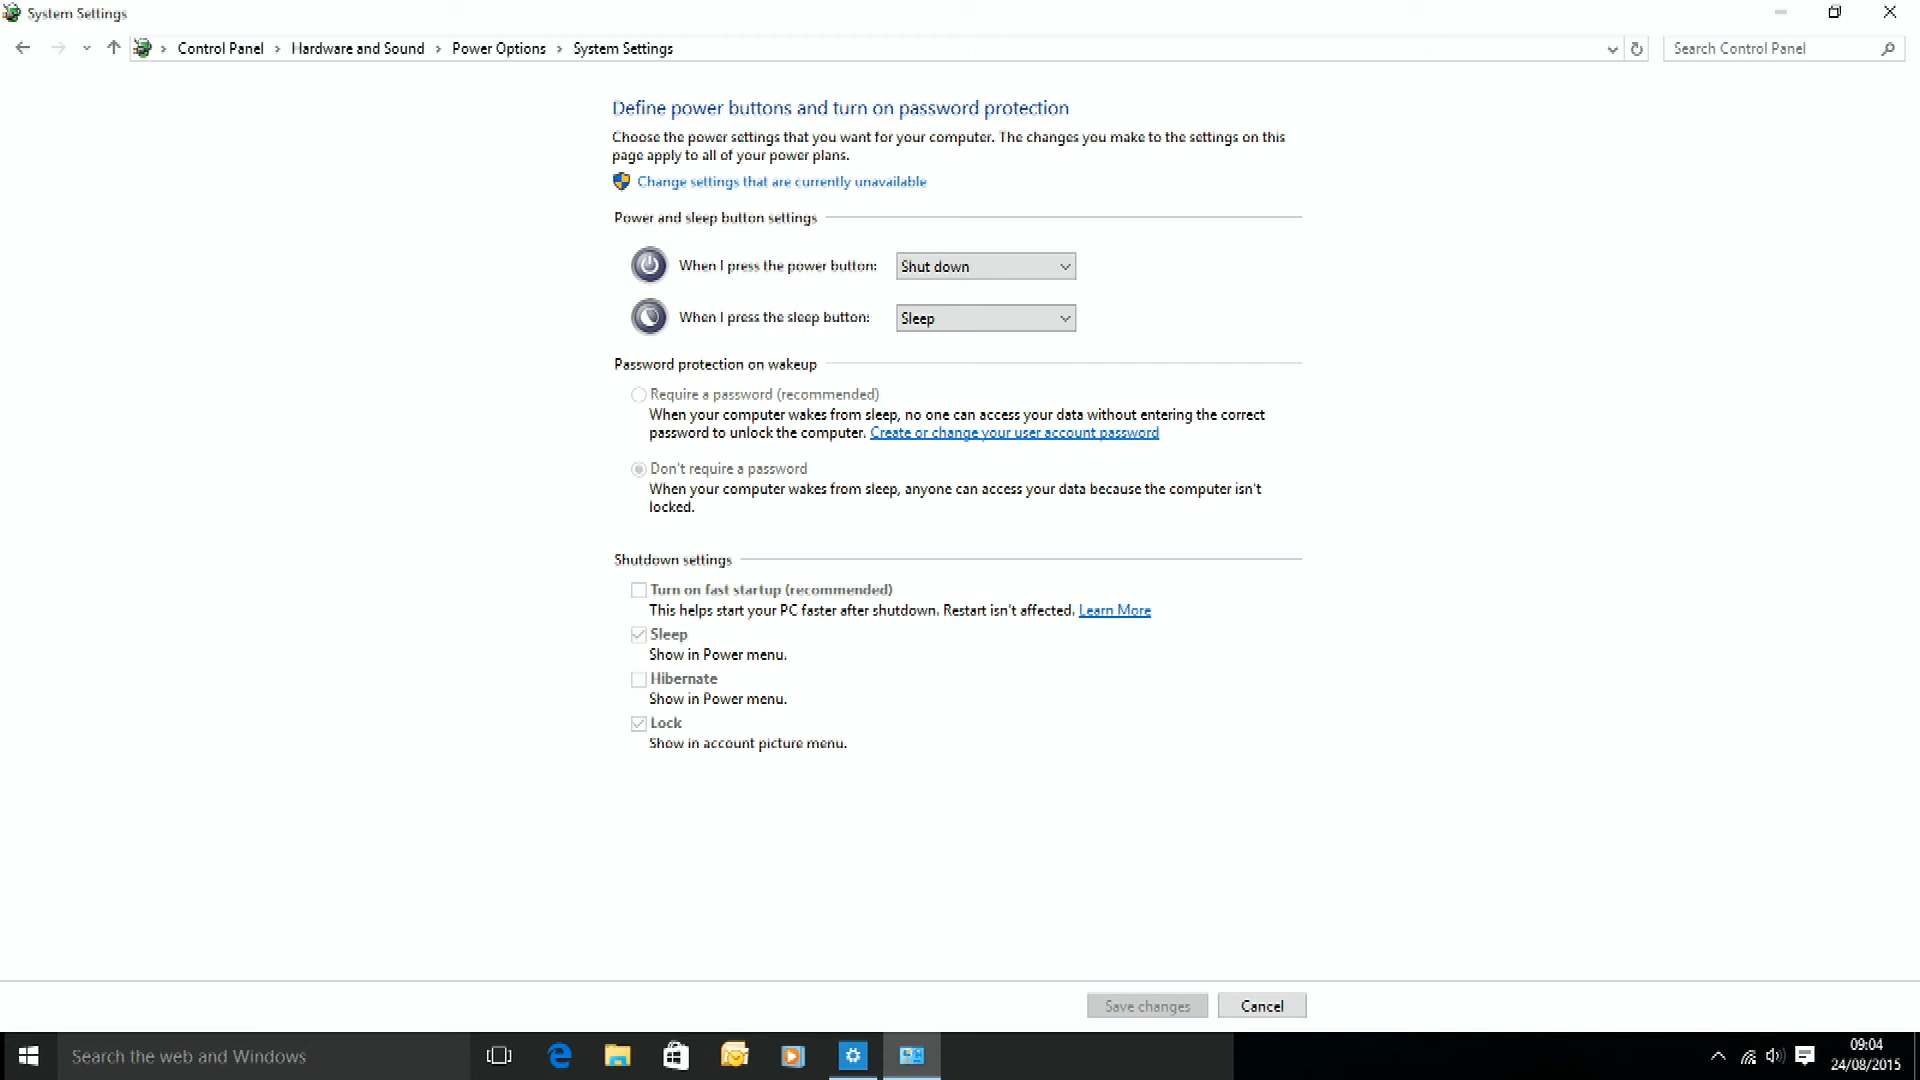 System Settings
Control Panel
Hardware and Sound
Power Options
System Settings
Search Control Panel
Define power buttons and turn on password protection
Choose the power settings that you want for your computer. The changes you make to the settings on this
page apply to all of your power plans.
Change settings that are currently unavailable
Power and sleep button settings
When I press the power button:
Shut down
When I press the sleep button:
Sleep
Password protection on wakeup
Require a password (recommended)
When your computer wakes from sleep, no one can access your data without entering the correct
password to unlock the computer. Create or change your user account password
Don't require a password
When your computer wakes from sleep, anyone can access your data because the computer isn't
locked.
Shutdown settings
Turn on fast startup (recommended)
This helps start your PC faster after shutdown. Restart isn't affected. Learn More
Sleep
Show in Power menu.
Hibernate
Show in Power menu.
Lock
Show in account picture menu.
Save changes
Cancel
Search the web and Windows
09:04
24/08/2015